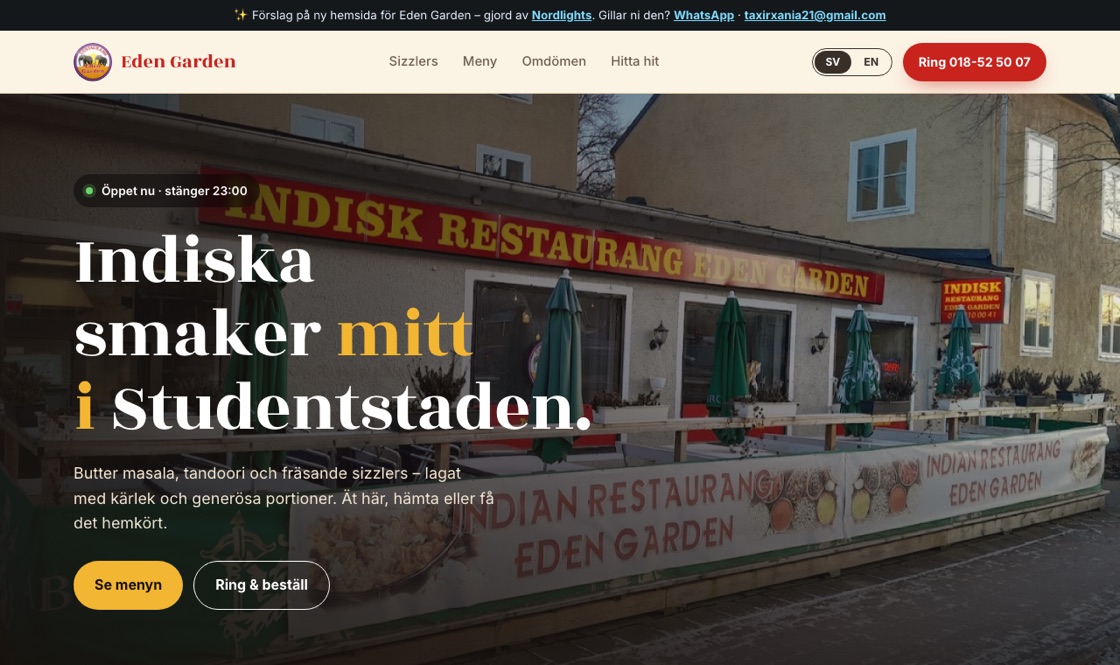 ✨ Förslag på ny hemsida för Eden Garden – gjord av Nordlights. Gillar ni den? WhatsApp · taxirxania21@gmail.com
Eden Garden
Sizzlers
Meny
Omdömen
Hitta hit
SV
EN
Ring 018-52 50 07
Öppet nu · stänger 23:00
INDISK RESTAURANG EDEN GARDEN
INDISK
RESTAURANG
EDEN GARDEN
Indiska
smaker mitt
i Studentstaden.
Butter masala, tandoori och fräsande sizzlers – lagat
med kärlek och generösa portioner. Ät här, hämta eller få
det hemkört.
INDIAN RESTAURANG
EDEN GARDEN
INDIAN RESTAURANG
EDEN GARDEN
Se menyn
Ring & beställ